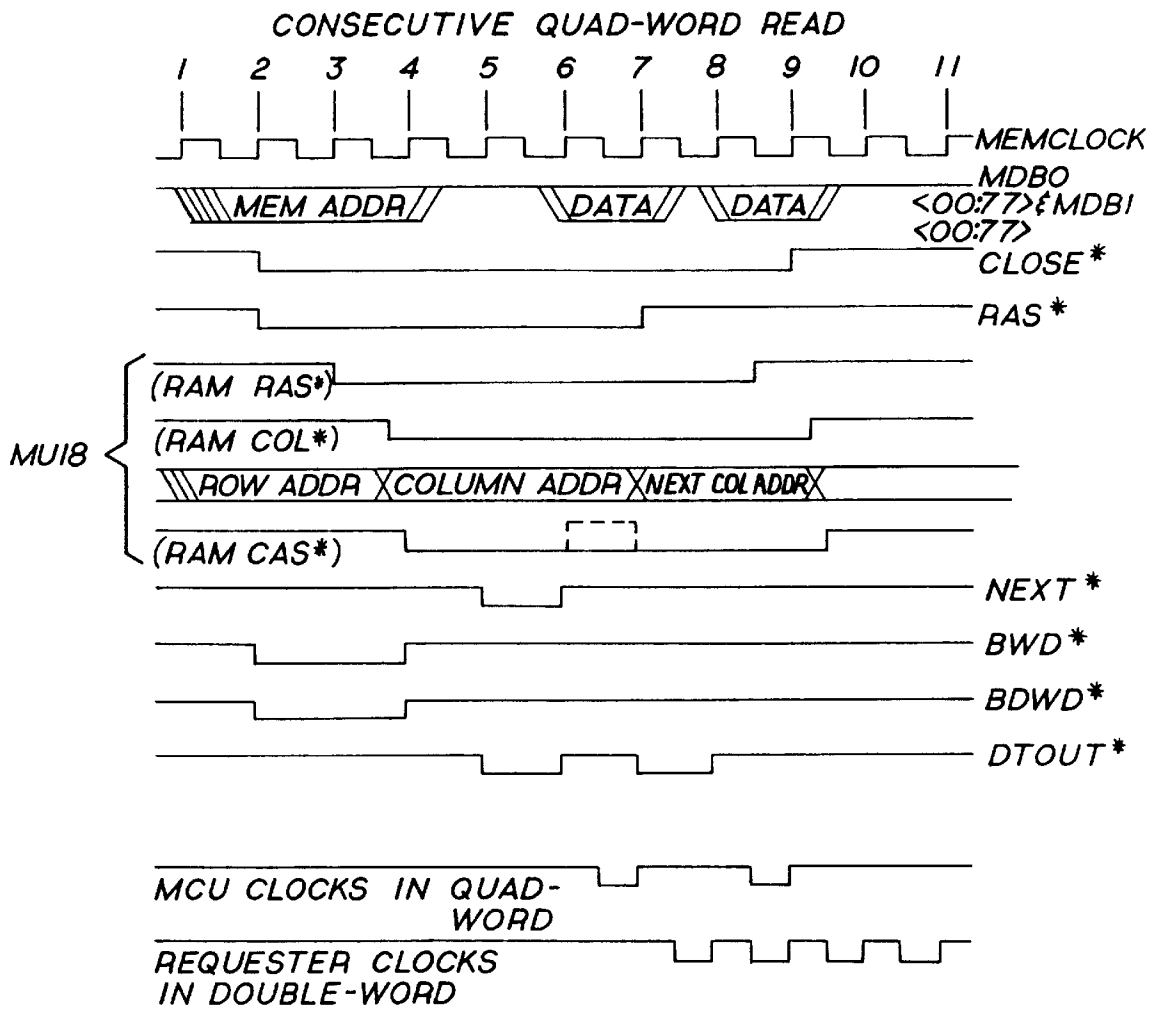 CONSECUTIVE QUAD-WORD READ
1 2 3 4 5 6 7 8 9 10 11
MEMCLOCK
MDBO
<00:77>&MDBI
<00:77>
MEM ADDR DATA DATA
CLOSE*
RAS*
(RAM RAS*)
(RAM COL*)
MU18
ROW ADDR COLUMN ADDR NEXT COL ADDR
(RAM CAS*)
NEXT*
BWD*
BDWD*
DTOUT*
MCU CLOCKS IN QUAD-
WORD
REQUESTER CLOCKS
IN DOUBLE-WORD